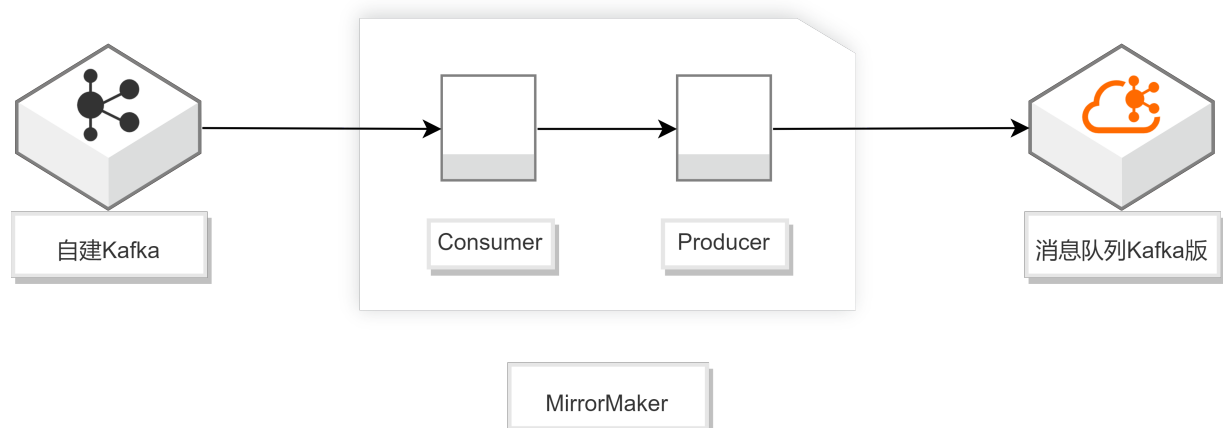 自建Kafka
Consumer
Producer
消息队列Kafka版
MirrorMaker